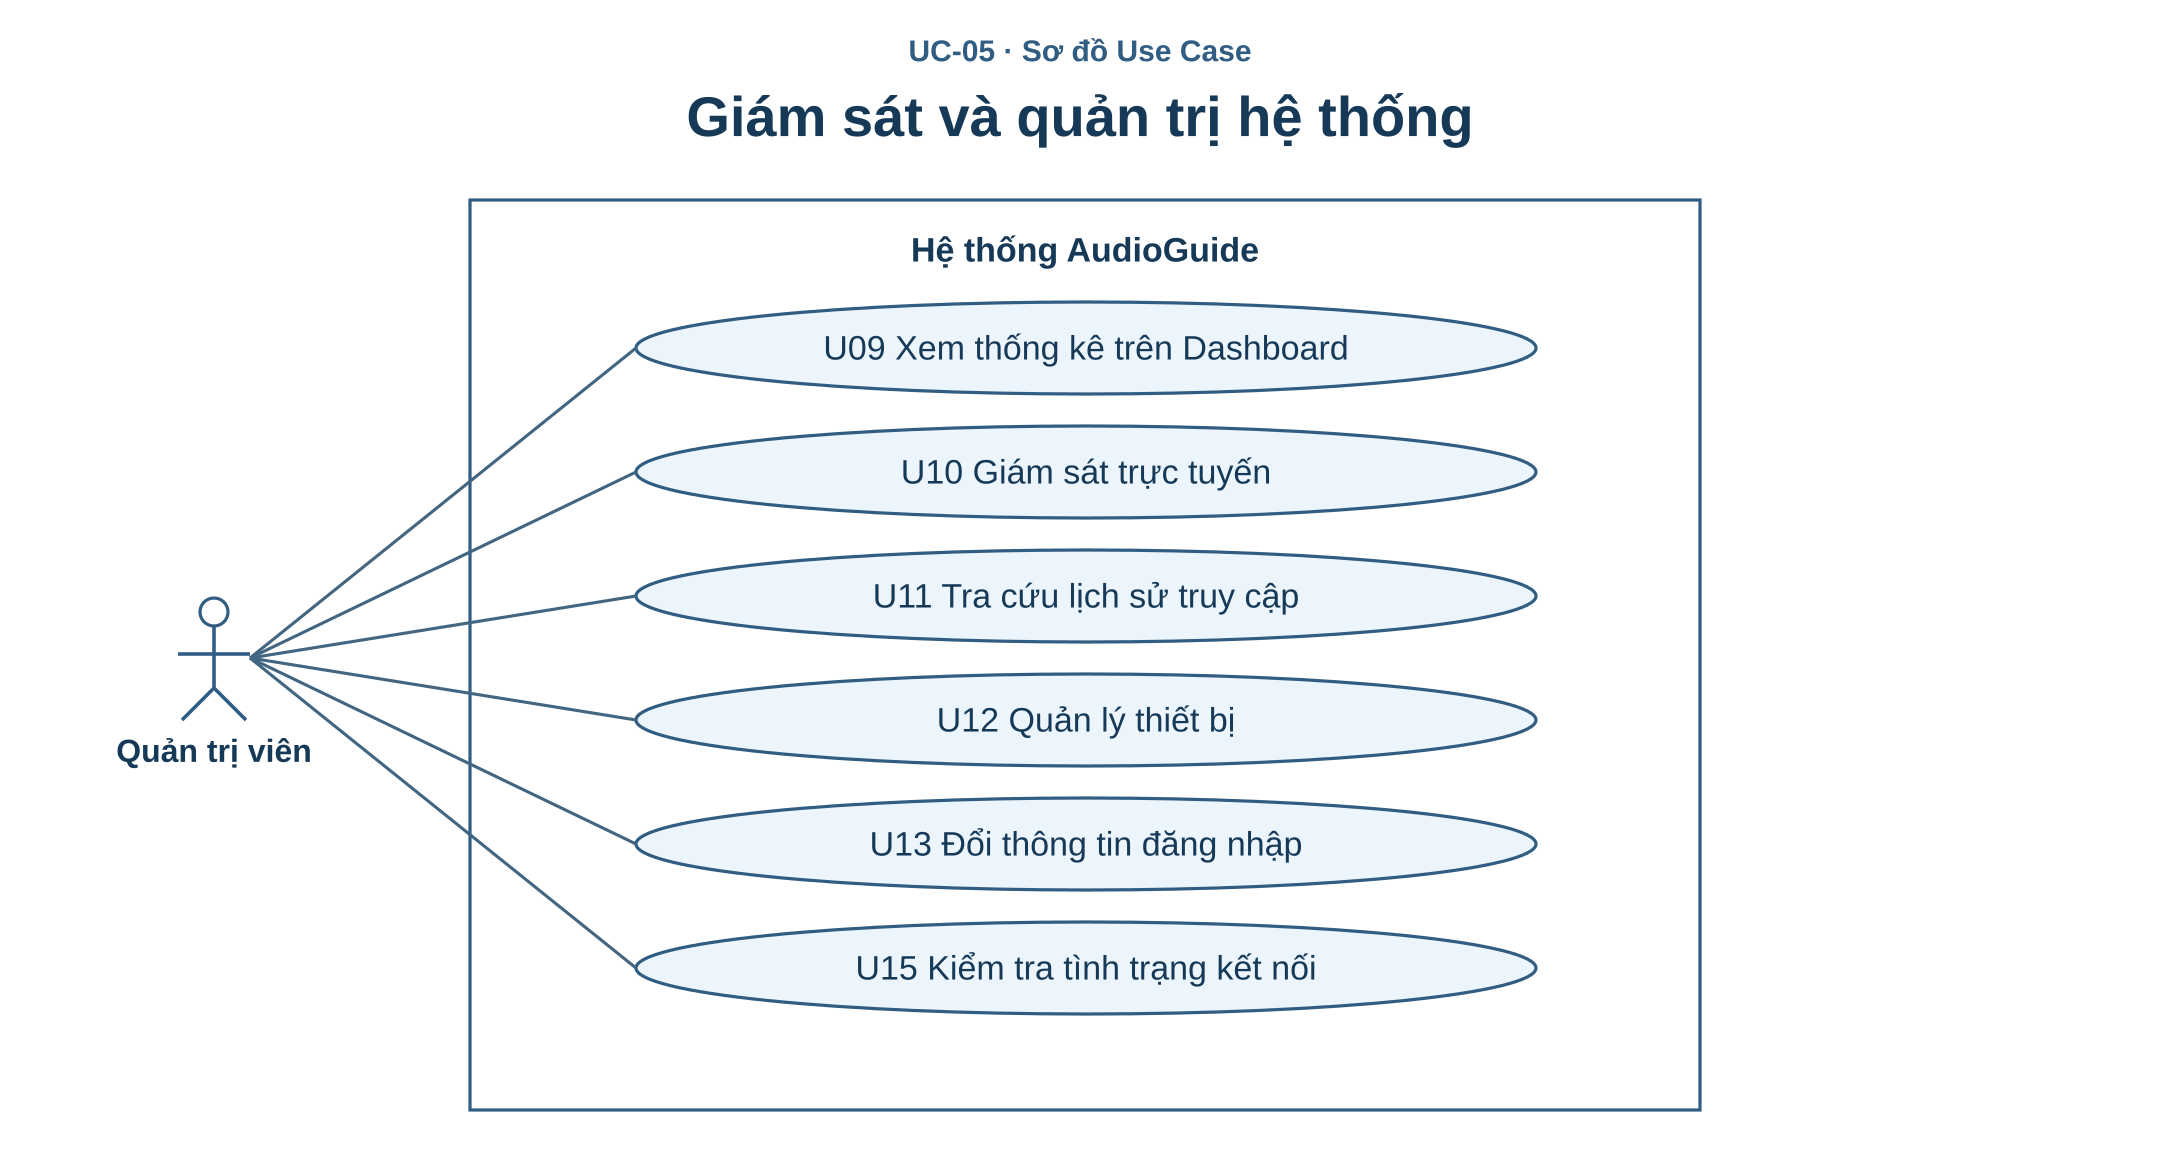 UC-05 · Sơ đồ Use Case
Giám sát và quản trị hệ thống
Hệ thống AudioGuide
U09 Xem thống kê trên Dashboard
U10 Giám sát trực tuyến
U11 Tra cứu lịch sử truy cập
U12 Quản lý thiết bị
Quản trị viên
U13 Đổi thông tin đăng nhập
U15 Kiểm tra tình trạng kết nối